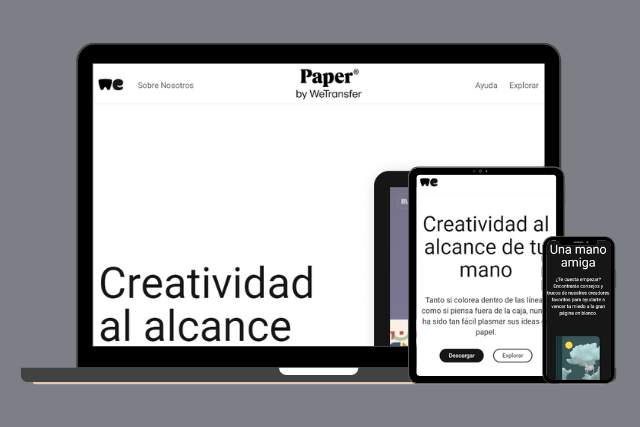 we
Sobre Nosotros
Paper®
by WeTransfer
Ayuda
Explorar
Creatividad
al alcance
we
Creatividad al
alcance de tu
mano
Tanto si colorea dentro de las línea
como si piensa fuera de la caja, nun
ha sido tan fácil plasmar sus ideas
papel.
Descargar
Explorar
Una mano
amiga
¿Te cuesta empezar?
Encontrarás consejos y
trucos de nuestros creadores
favoritos para ayudarte a
vencer tu miedo a la gran
página en blanco.